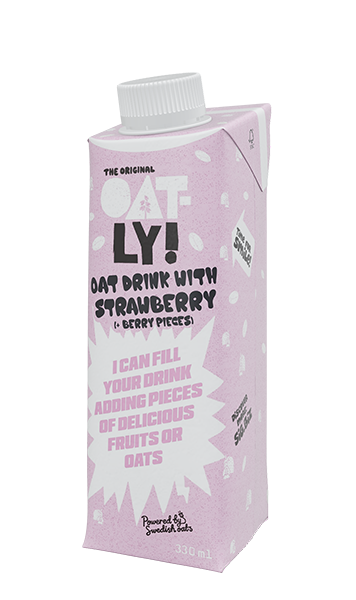 THE ORIGINAL
OAT-
LY!
OAT DRINK WITH
STRAWBERRY
(+ BERRY PIECES)
I CAN FILL
YOUR DRINK
ADDING PIECES
OF DELICIOUS
FRUITS OR
OATS
Powered by
Swedish oats
330 ml